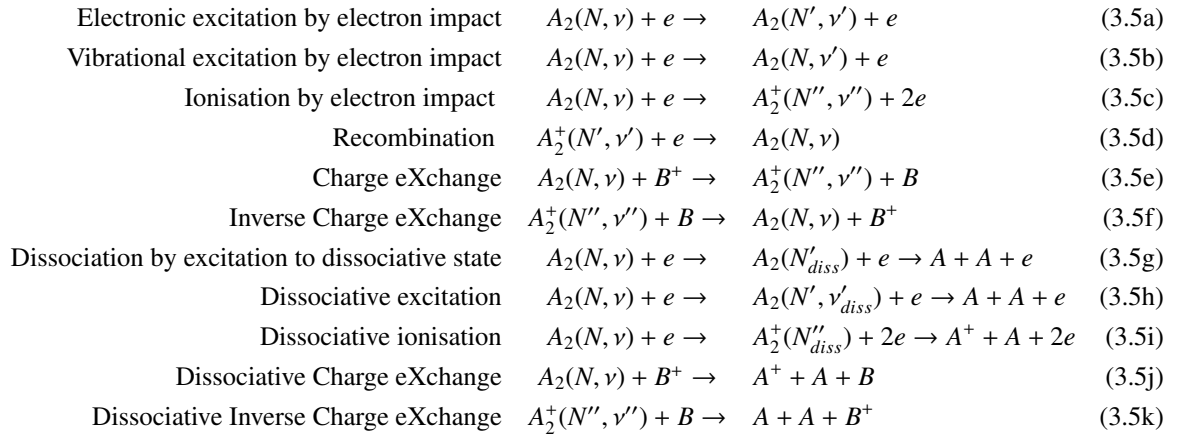 Electronic excitation by electron impact A₂(N, ν) + e → A₂(N′, ν′) + e (3.5a)
Vibrational excitation by electron impact A₂(N, ν) + e → A₂(N, ν′) + e (3.5b)
Ionisation by electron impact A₂(N, ν) + e → A₂⁺(N′′, ν′′) + 2e (3.5c)
Recombination A₂⁺(N′, ν′) + e → A₂(N, ν) (3.5d)
Charge eXchange A₂(N, ν) + B⁺ → A₂⁺(N′′, ν′′) + B (3.5e)
Inverse Charge eXchange A₂⁺(N′′, ν′′) + B → A₂(N, ν) + B⁺ (3.5f)
Dissociation by excitation to dissociative state A₂(N, ν) + e → A₂(N′_diss) + e → A + A + e (3.5g)
Dissociative excitation A₂(N, ν) + e → A₂(N′, ν′_diss) + e → A + A + e (3.5h)
Dissociative ionisation A₂(N, ν) + e → A₂⁺(N′′_diss) + 2e → A⁺ + A + 2e (3.5i)
Dissociative Charge eXchange A₂(N, ν) + B⁺ → A⁺ + A + B (3.5j)
Dissociative Inverse Charge eXchange A₂⁺(N′′, ν′′) + B → A + A + B⁺ (3.5k)